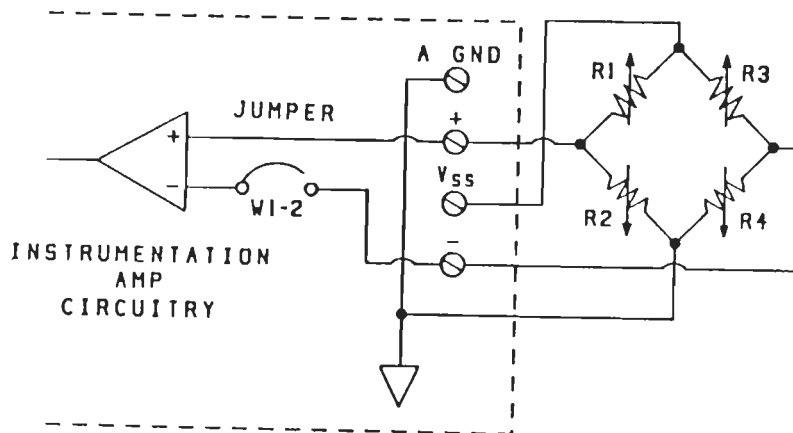 A GND
R1
R3
JUMPER
+
+
VSS
-
W1-2
R2
R4
-
INSTRUMENTATION
AMP
CIRCUITRY